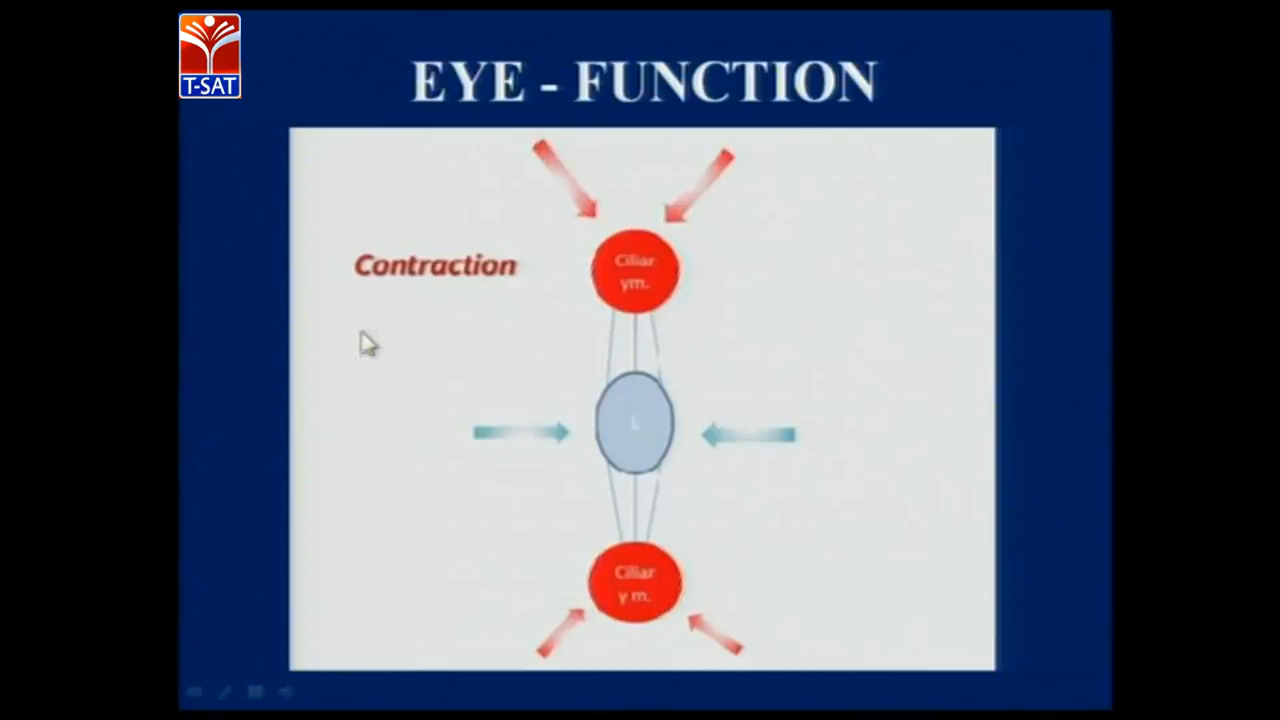 T-SAT
EYE - FUNCTION
Contraction
Ciliar
ym.
L
Ciliar
y m.